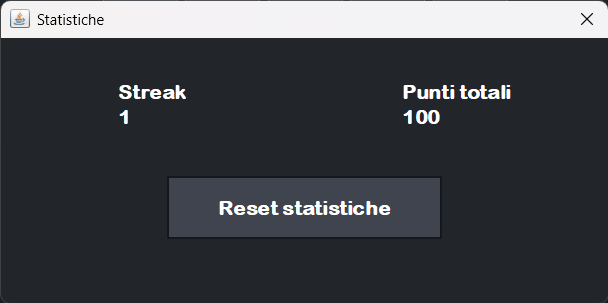 Statistiche
Streak
1
Punti totali
100
Reset statistiche